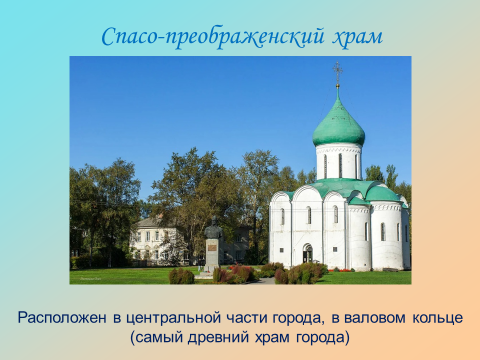 Спасо-преображенский храм
Расположен в центральной части города, в валовом кольце
(самый древний храм города)